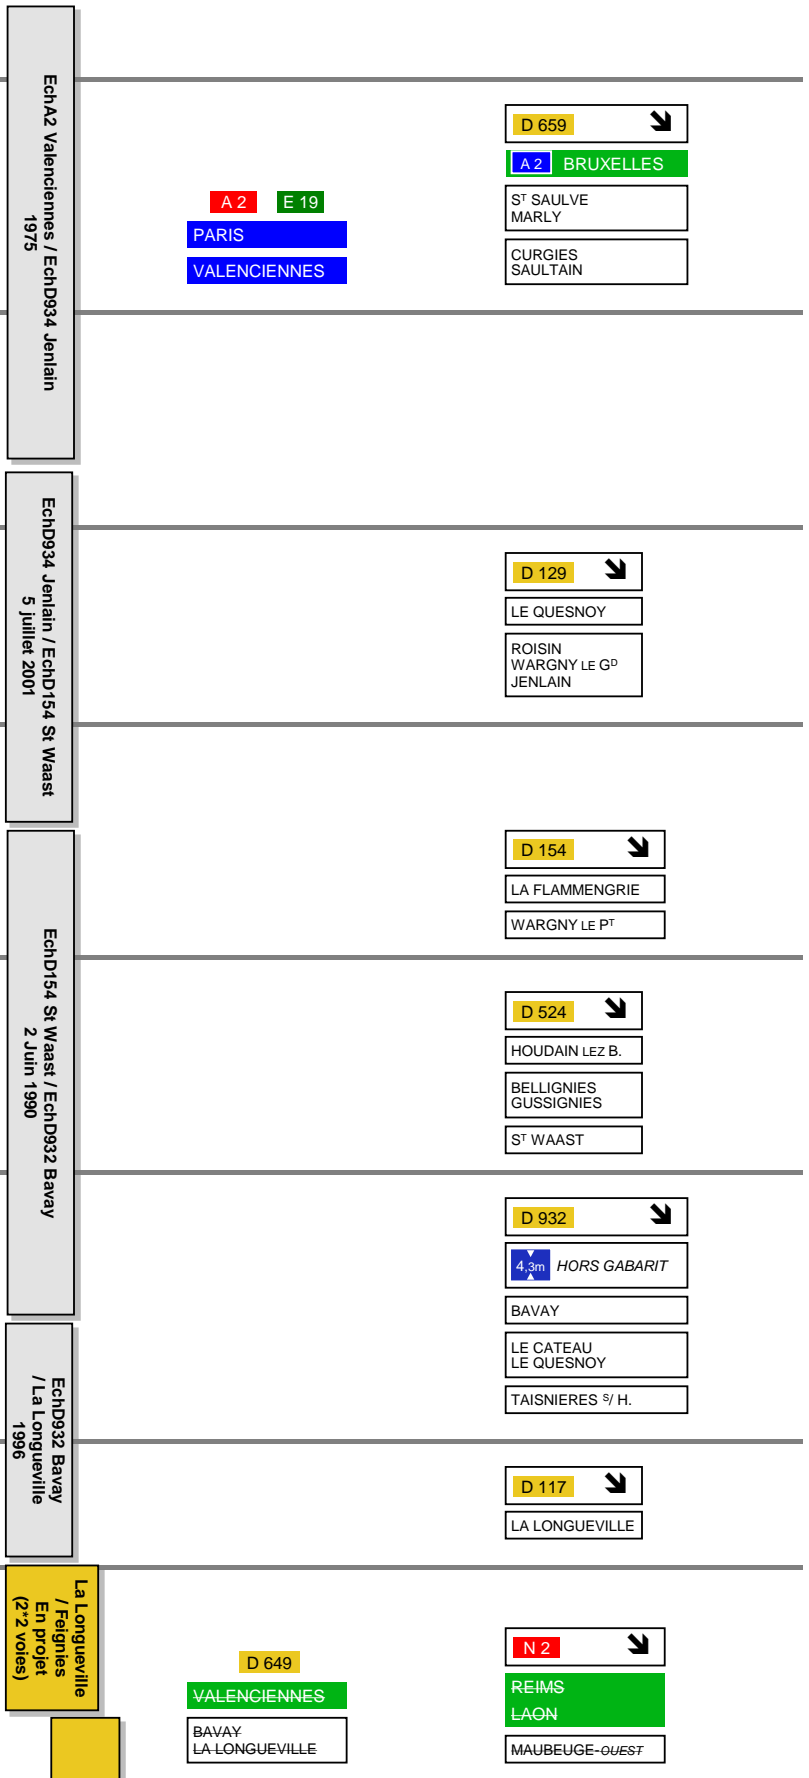 EchA2 Valenciennes / EchD934 Jenlain
1975
A 2 E 19
PARIS
VALENCIENNES
D 659
A 2 BRUXELLES
ST SAULVE
MARLY
CURGIES
SAULTAIN
EchD934 Jenlain / EchD154 St Waast
5 juillet 2001
D 129
LE QUESNOY
ROISIN
WARGNY LE GD
JENLAIN
EchD154 St Waast / EchD932 Bavay
2 Juin 1990
D 154
LA FLAMMENGRIE
WARGNY LE PT
D 524
HOUDAIN LEZ B.
BELLIGNIES
GUSSIGNIES
ST WAAST
D 932
4,3m HORS GABARIT
BAVAY
LE CATEAU
LE QUESNOY
TAISNIERES S/ H.
EchD932 Bavay
/ La Longueville
1996
D 117
LA LONGUEVILLE
La Longueville
/ Feignies
En projet
(2*2 voies)
D 649
VALENCIENNES
BAVAY
LA LONGUEVILLE
N 2
REIMS
LAON
MAUBEUGE-OUEST